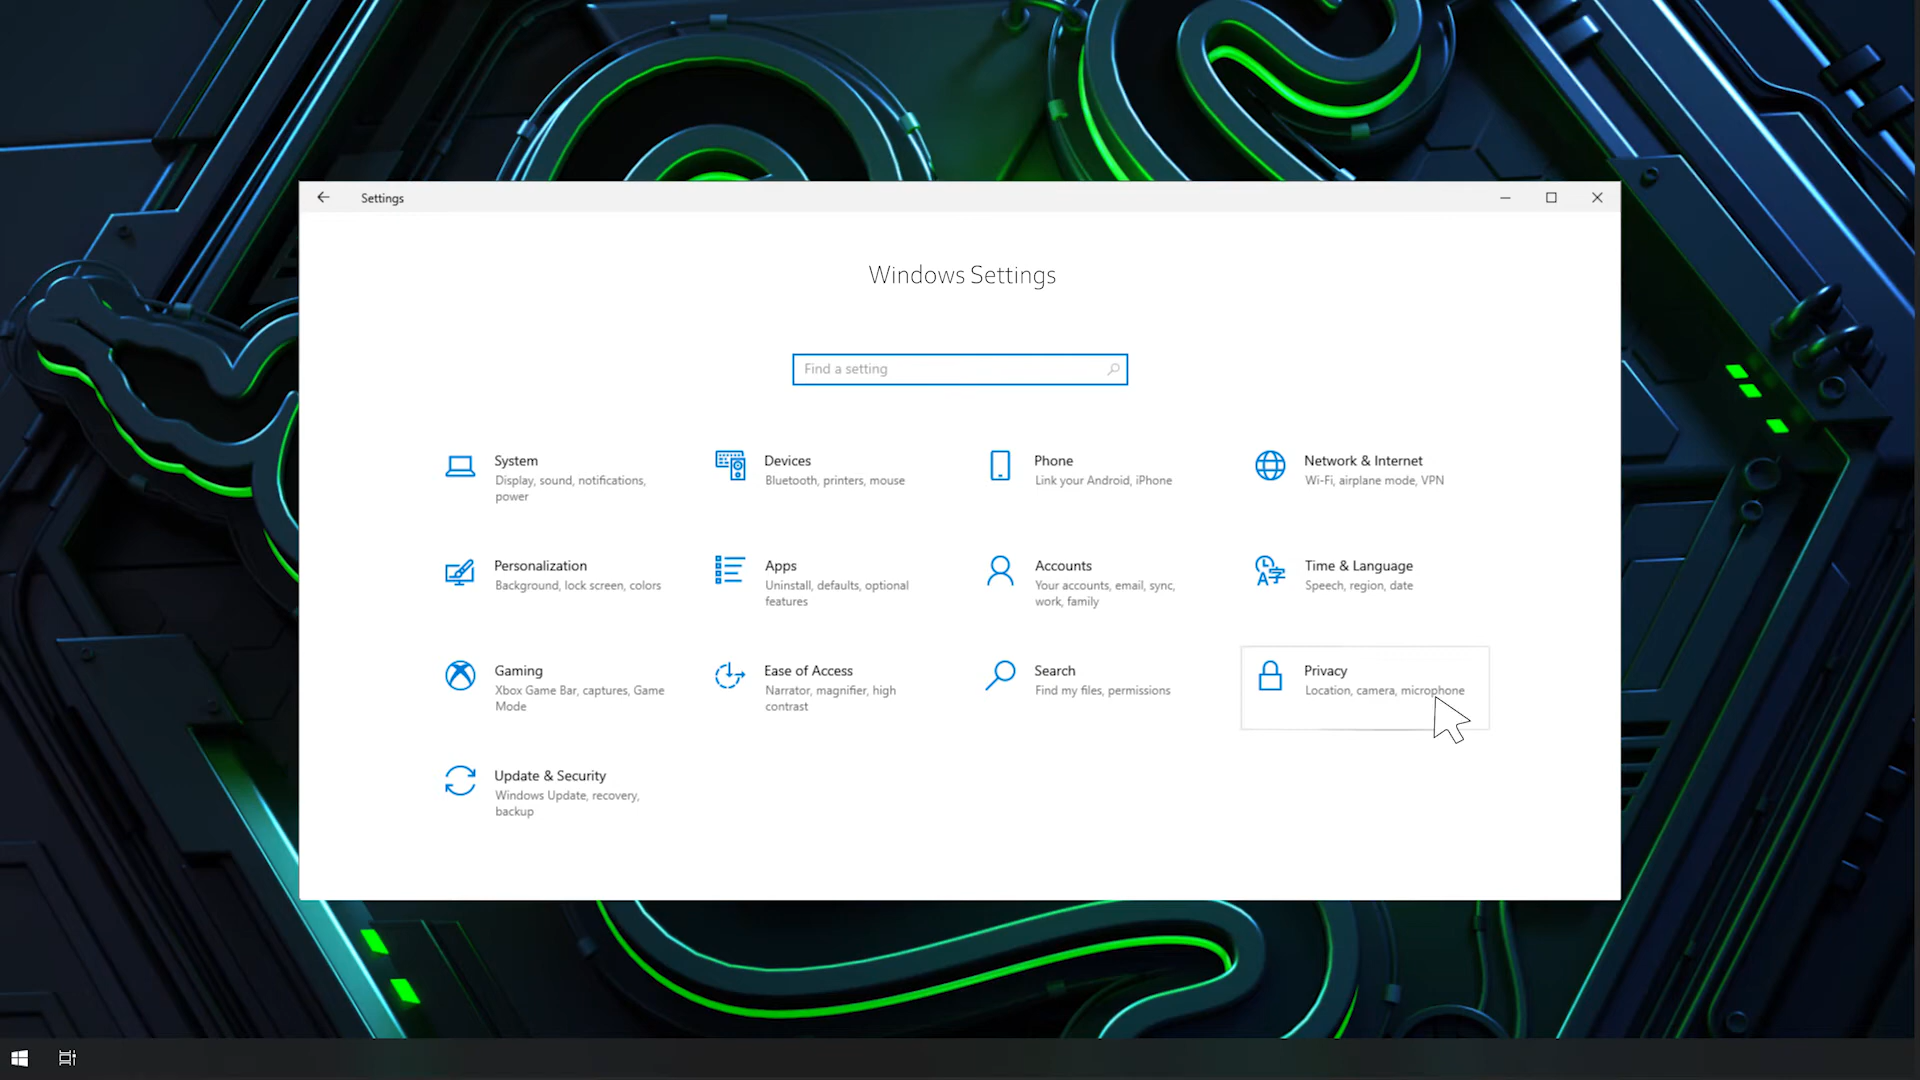 Settings
Windows Settings
Find a setting
System
Display, sound, notifications,
power
Devices
Bluetooth, printers, mouse
Phone
Link your Android, iPhone
Network & Internet
Wi-Fi, airplane mode, VPN
Personalization
Background, lock screen, colors
Apps
Uninstall, defaults, optional
features
Accounts
Your accounts, email, sync,
work, family
Time & Language
Speech, region, date
Gaming
Xbox Game Bar, captures, Game
Mode
Ease of Access
Narrator, magnifier, high
contrast
Search
Find my files, permissions
Privacy
Location, camera, microphone
Update & Security
Windows Update, recovery,
backup